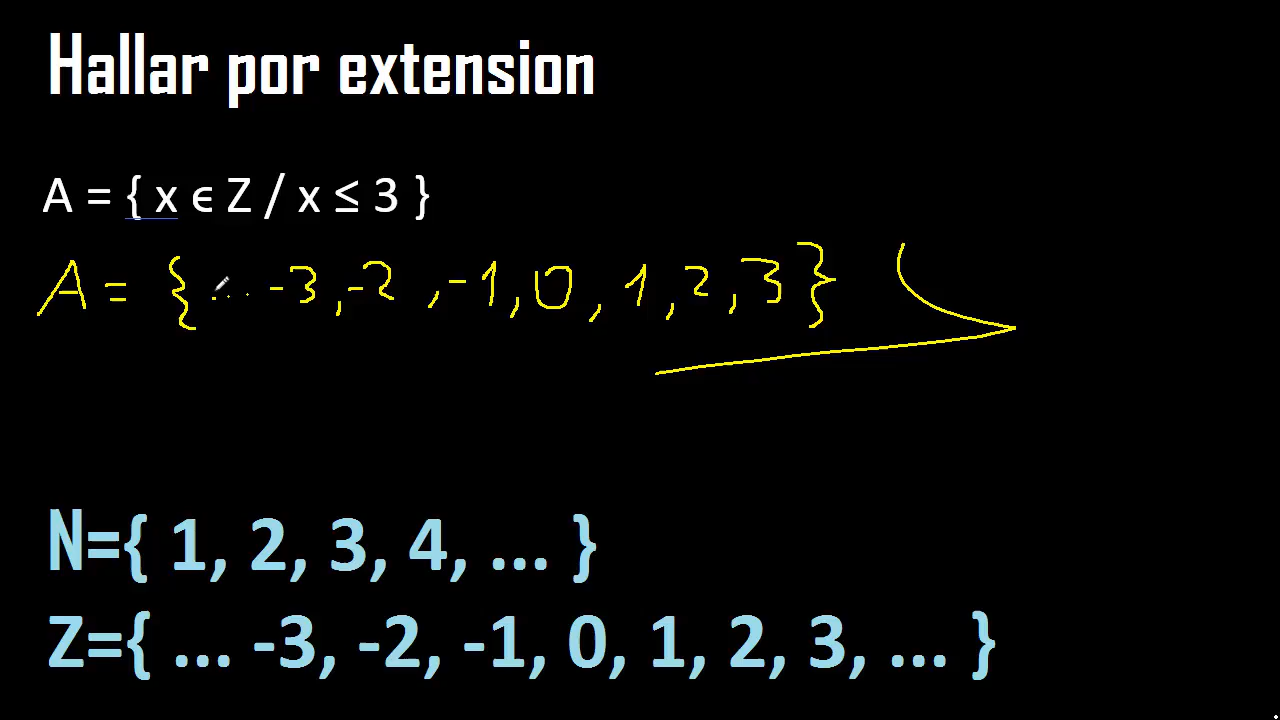 Hallar por extension
A = { x ϵ Z / x ≤ 3 }
A = { ... -3, -2, -1, 0, 1, 2, 3 }
N={ 1, 2, 3, 4, ... }
Z={ ... -3, -2, -1, 0, 1, 2, 3, ... }